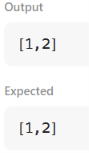 Output
[1,2]
Expected
[1,2]